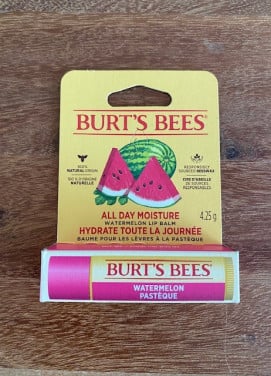 BURT'S BEES®
100%
NATURAL ORIGIN
100 % D'ORIGINE
NATURELLE
RESPONSIBLY
SOURCED BEESWAX
CIRE D'ABEILLE
DE SOURCES
RESPONSABLES
ALL DAY MOISTURE
WATERMELON LIP BALM
HYDRATE TOUTE LA JOURNÉE
BAUME POUR LES LÈVRES À LA PASTÈQUE
4.25 g
BURT'S BEES®
WATERMELON
PASTÈQUE